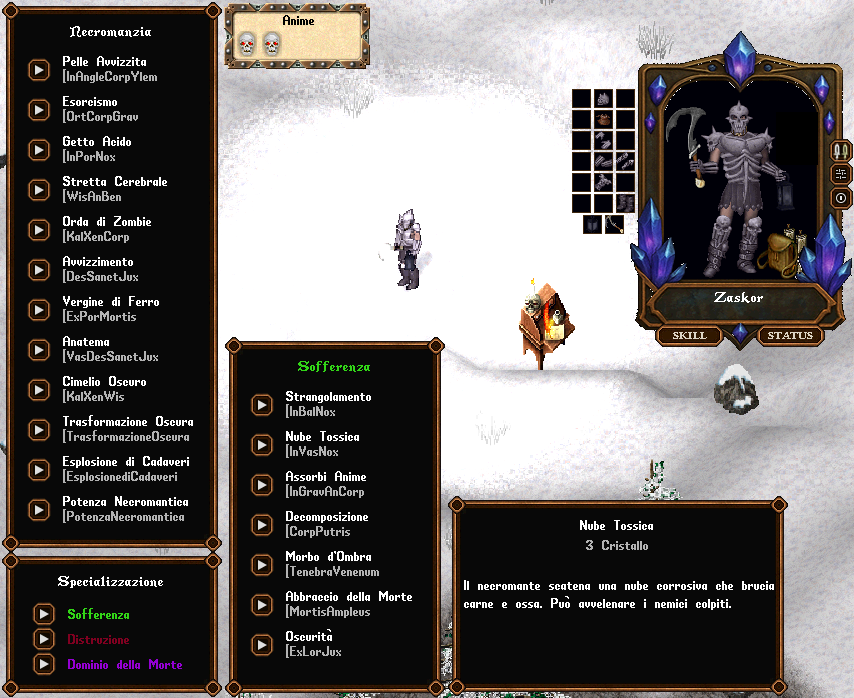 Necromanzia
Pelle Avvizzita
[InAngleCorpYlem
Esorcismo
[OrtCorpGrav
Getto Acido
[InPorNox
Stretta Cerebrale
[WisAnBen
Orda di Zombie
[KalXenCorp
Avvizzimento
[DesSanctJux
Vergine di Ferro
[ExPorMortis
Anatema
[VasDesSanctJux
Cimelio Oscuro
[KalXenWis
Trasformazione Oscura
[TrasformazioneOscura
Esplosione di Cadaveri
[EsplosionediCadaveri
Potenza Necromantica
[PotenzaNecromantica
Specializzazione
Sofferenza
Distruzione
Dominio della Morte
Anime
Sofferenza
Strangolamento
[InBalNox
Nube Tossica
[InVasNox
Assorbi Anime
[InGravAnCorp
Decomposizione
[CorpPutris
Morbo d'Ombra
[TenebraVenenum
Abbraccio della Morte
[MortisAmpleus
Oscurità
[ExLorJux
Zaskor
SKILL
STATUS
Nube Tossica
3 Cristallo
Il necromante scatena una nube corrosiva che brucia
carne e ossa. Può avvelenare i nemici colpiti.